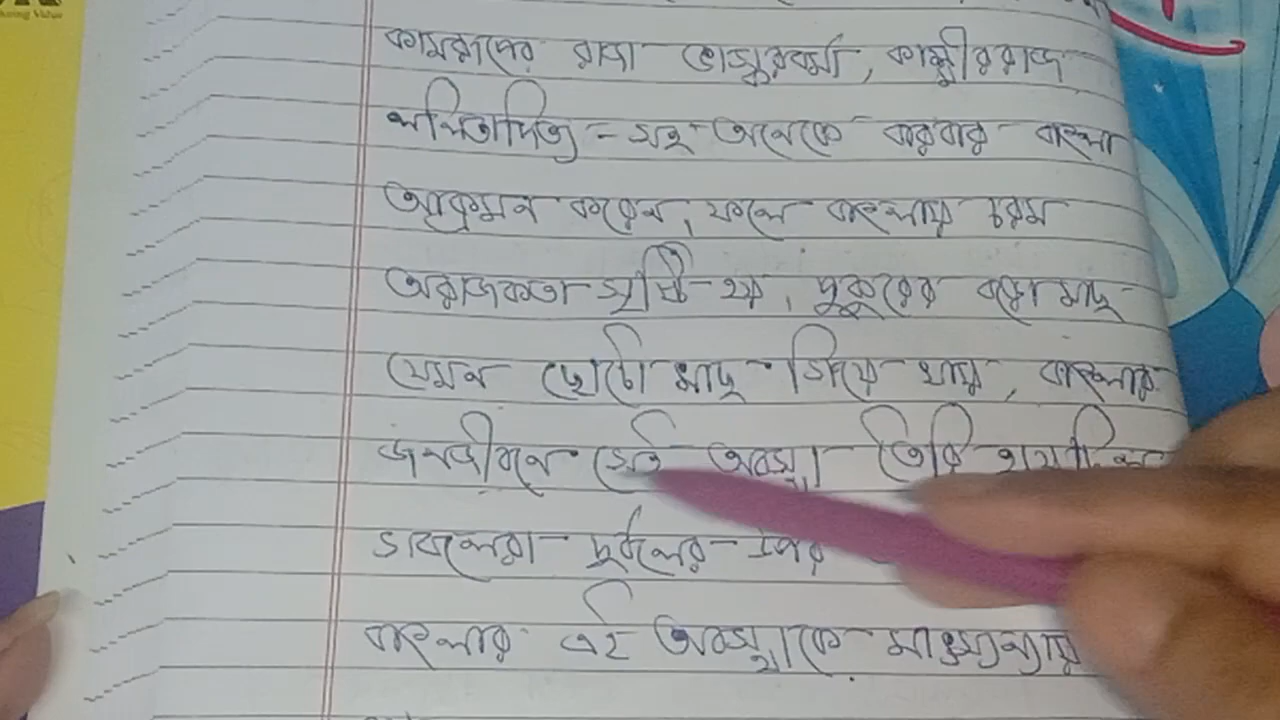 কামরূপের রাজা ভাস্করবর্মা, কাশ্মীররাজ
ললিতাদিত্য - সহ অনেকে বারবার বাংলা
আক্রমন করেন, ফলে বাংলায় চরম
অরাজকতা সৃষ্টি হয়, পুকুরের বড়ো মাছ
যেমন ছোটো মাছ গিলে খায়, বাংলার
জনজীবনে সেই অবস্থা তৈরি হয়েছিল
সবলেরা দুর্বলের উপর
বাংলার এই অবস্থাকে মাৎস্যন্যায়